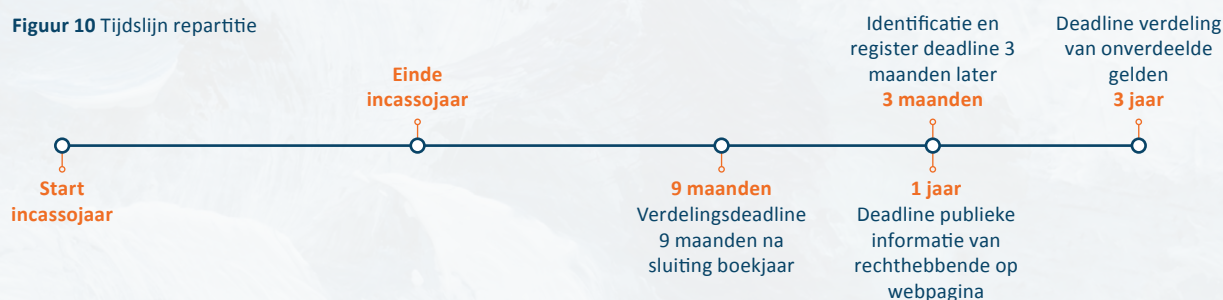 Figuur 10 Tijdslijn repartitie
Start
incassojaar
Einde
incassojaar
9 maanden
Verdelingsdeadline
9 maanden na
sluiting boekjaar
Identificatie en
register deadline 3
maanden later
3 maanden
1 jaar
Deadline publieke
informatie van
rechthebbende op
webpagina
Deadline verdeling
van onverdeelde
gelden
3 jaar